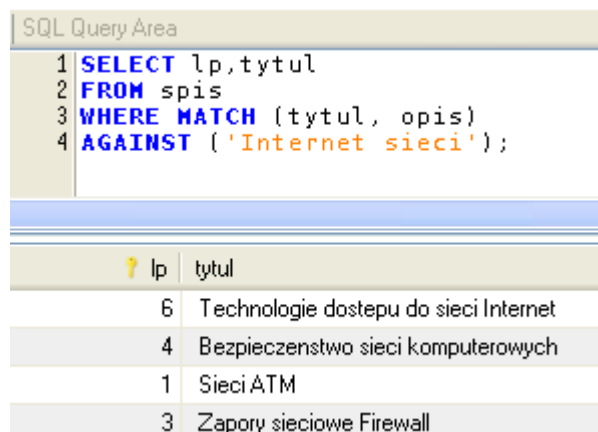 SQL Query Area
1 SELECT lp,tytul
2 FROM spis
3 WHERE MATCH (tytul, opis)
4 AGAINST ('Internet sieci');
lp tytul
6 Technologie dostepu do sieci Internet
4 Bezpieczenstwo sieci komputerowych
1 Sieci ATM
3 Zapory sieciowe Firewall